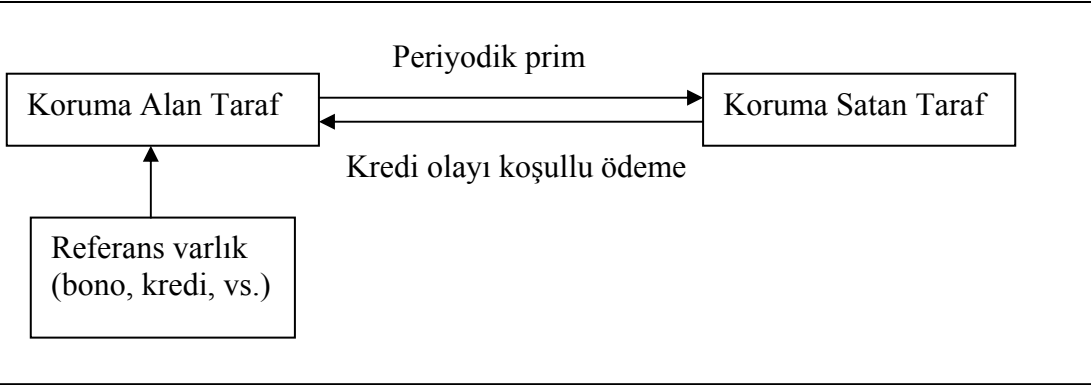 Periyodik prim
Koruma Alan Taraf
Koruma Satan Taraf
Kredi olayı koşullu ödeme
Referans varlık
(bono, kredi, vs.)